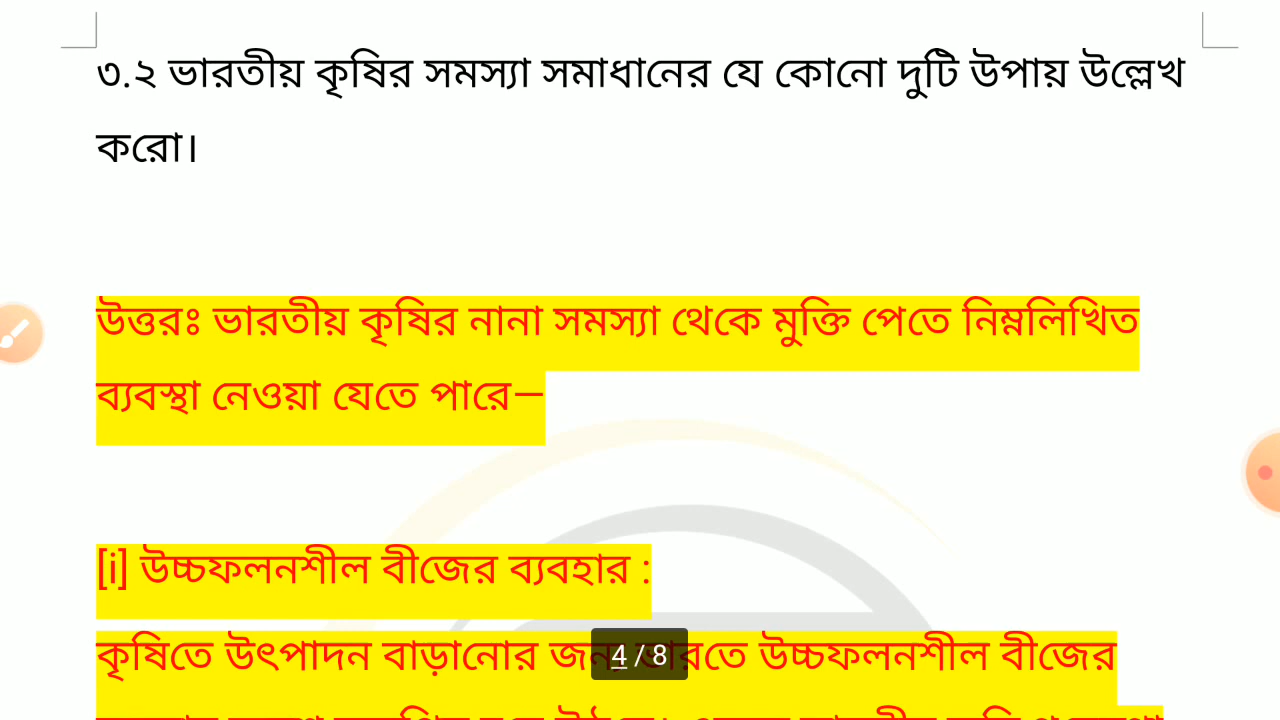 ৩.২ ভারতীয় কৃষির সমস্যা সমাধানের যে কোনো দুটি উপায় উল্লেখ
করো।
উত্তরঃ ভারতীয় কৃষির নানা সমস্যা থেকে মুক্তি পেতে নিম্নলিখিত
ব্যবস্থা নেওয়া যেতে পারে—
[i] উচ্চফলনশীল বীজের ব্যবহার :
কৃষিতে উৎপাদন বাড়ানোর জন্য ভারতে উচ্চফলনশীল বীজের
4 / 8